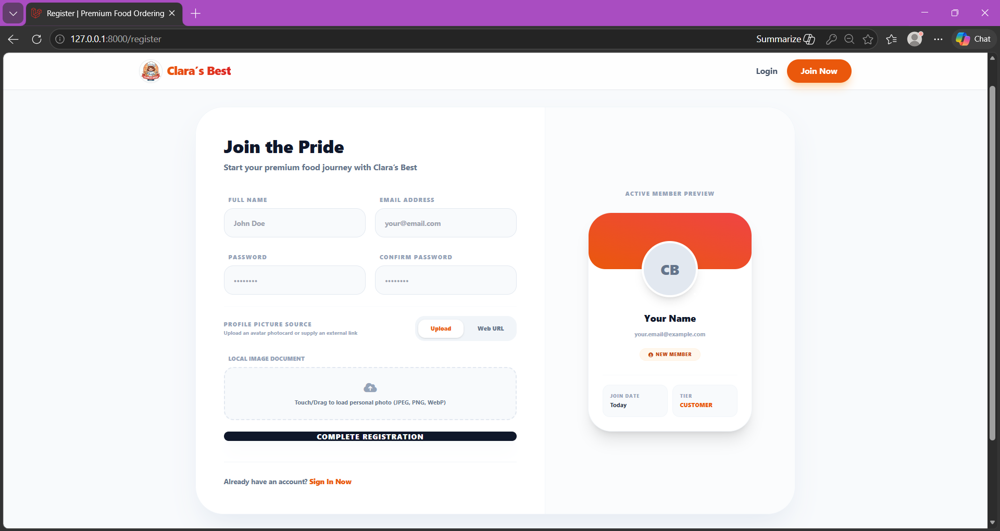 Register | Premium Food Ordering
127.0.0.1:8000/register
Summarize
Chat
Clara's Best
Login
Join Now
Join the Pride
Start your premium food journey with Clara's Best
FULL NAME
EMAIL ADDRESS
John Doe
your@email.com
PASSWORD
CONFIRM PASSWORD
••••••••
••••••••
PROFILE PICTURE SOURCE
Upload an avatar photocard or supply an external link
Upload
Web URL
LOCAL IMAGE DOCUMENT
Touch/Drag to load personal photo (JPEG, PNG, WebP)
COMPLETE REGISTRATION
Already have an account? Sign In Now
ACTIVE MEMBER PREVIEW
CB
Your Name
your.email@example.com
NEW MEMBER
JOIN DATE
Today
TIER
CUSTOMER